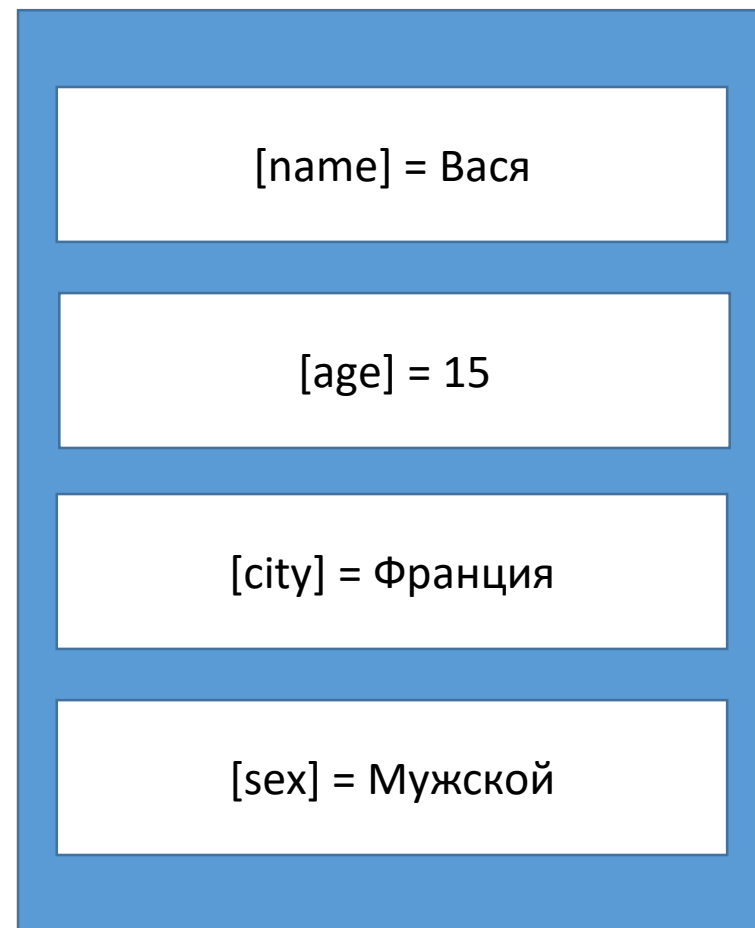 [name] = Вася
[age] = 15
[city] = Франция
[sex] = Мужской